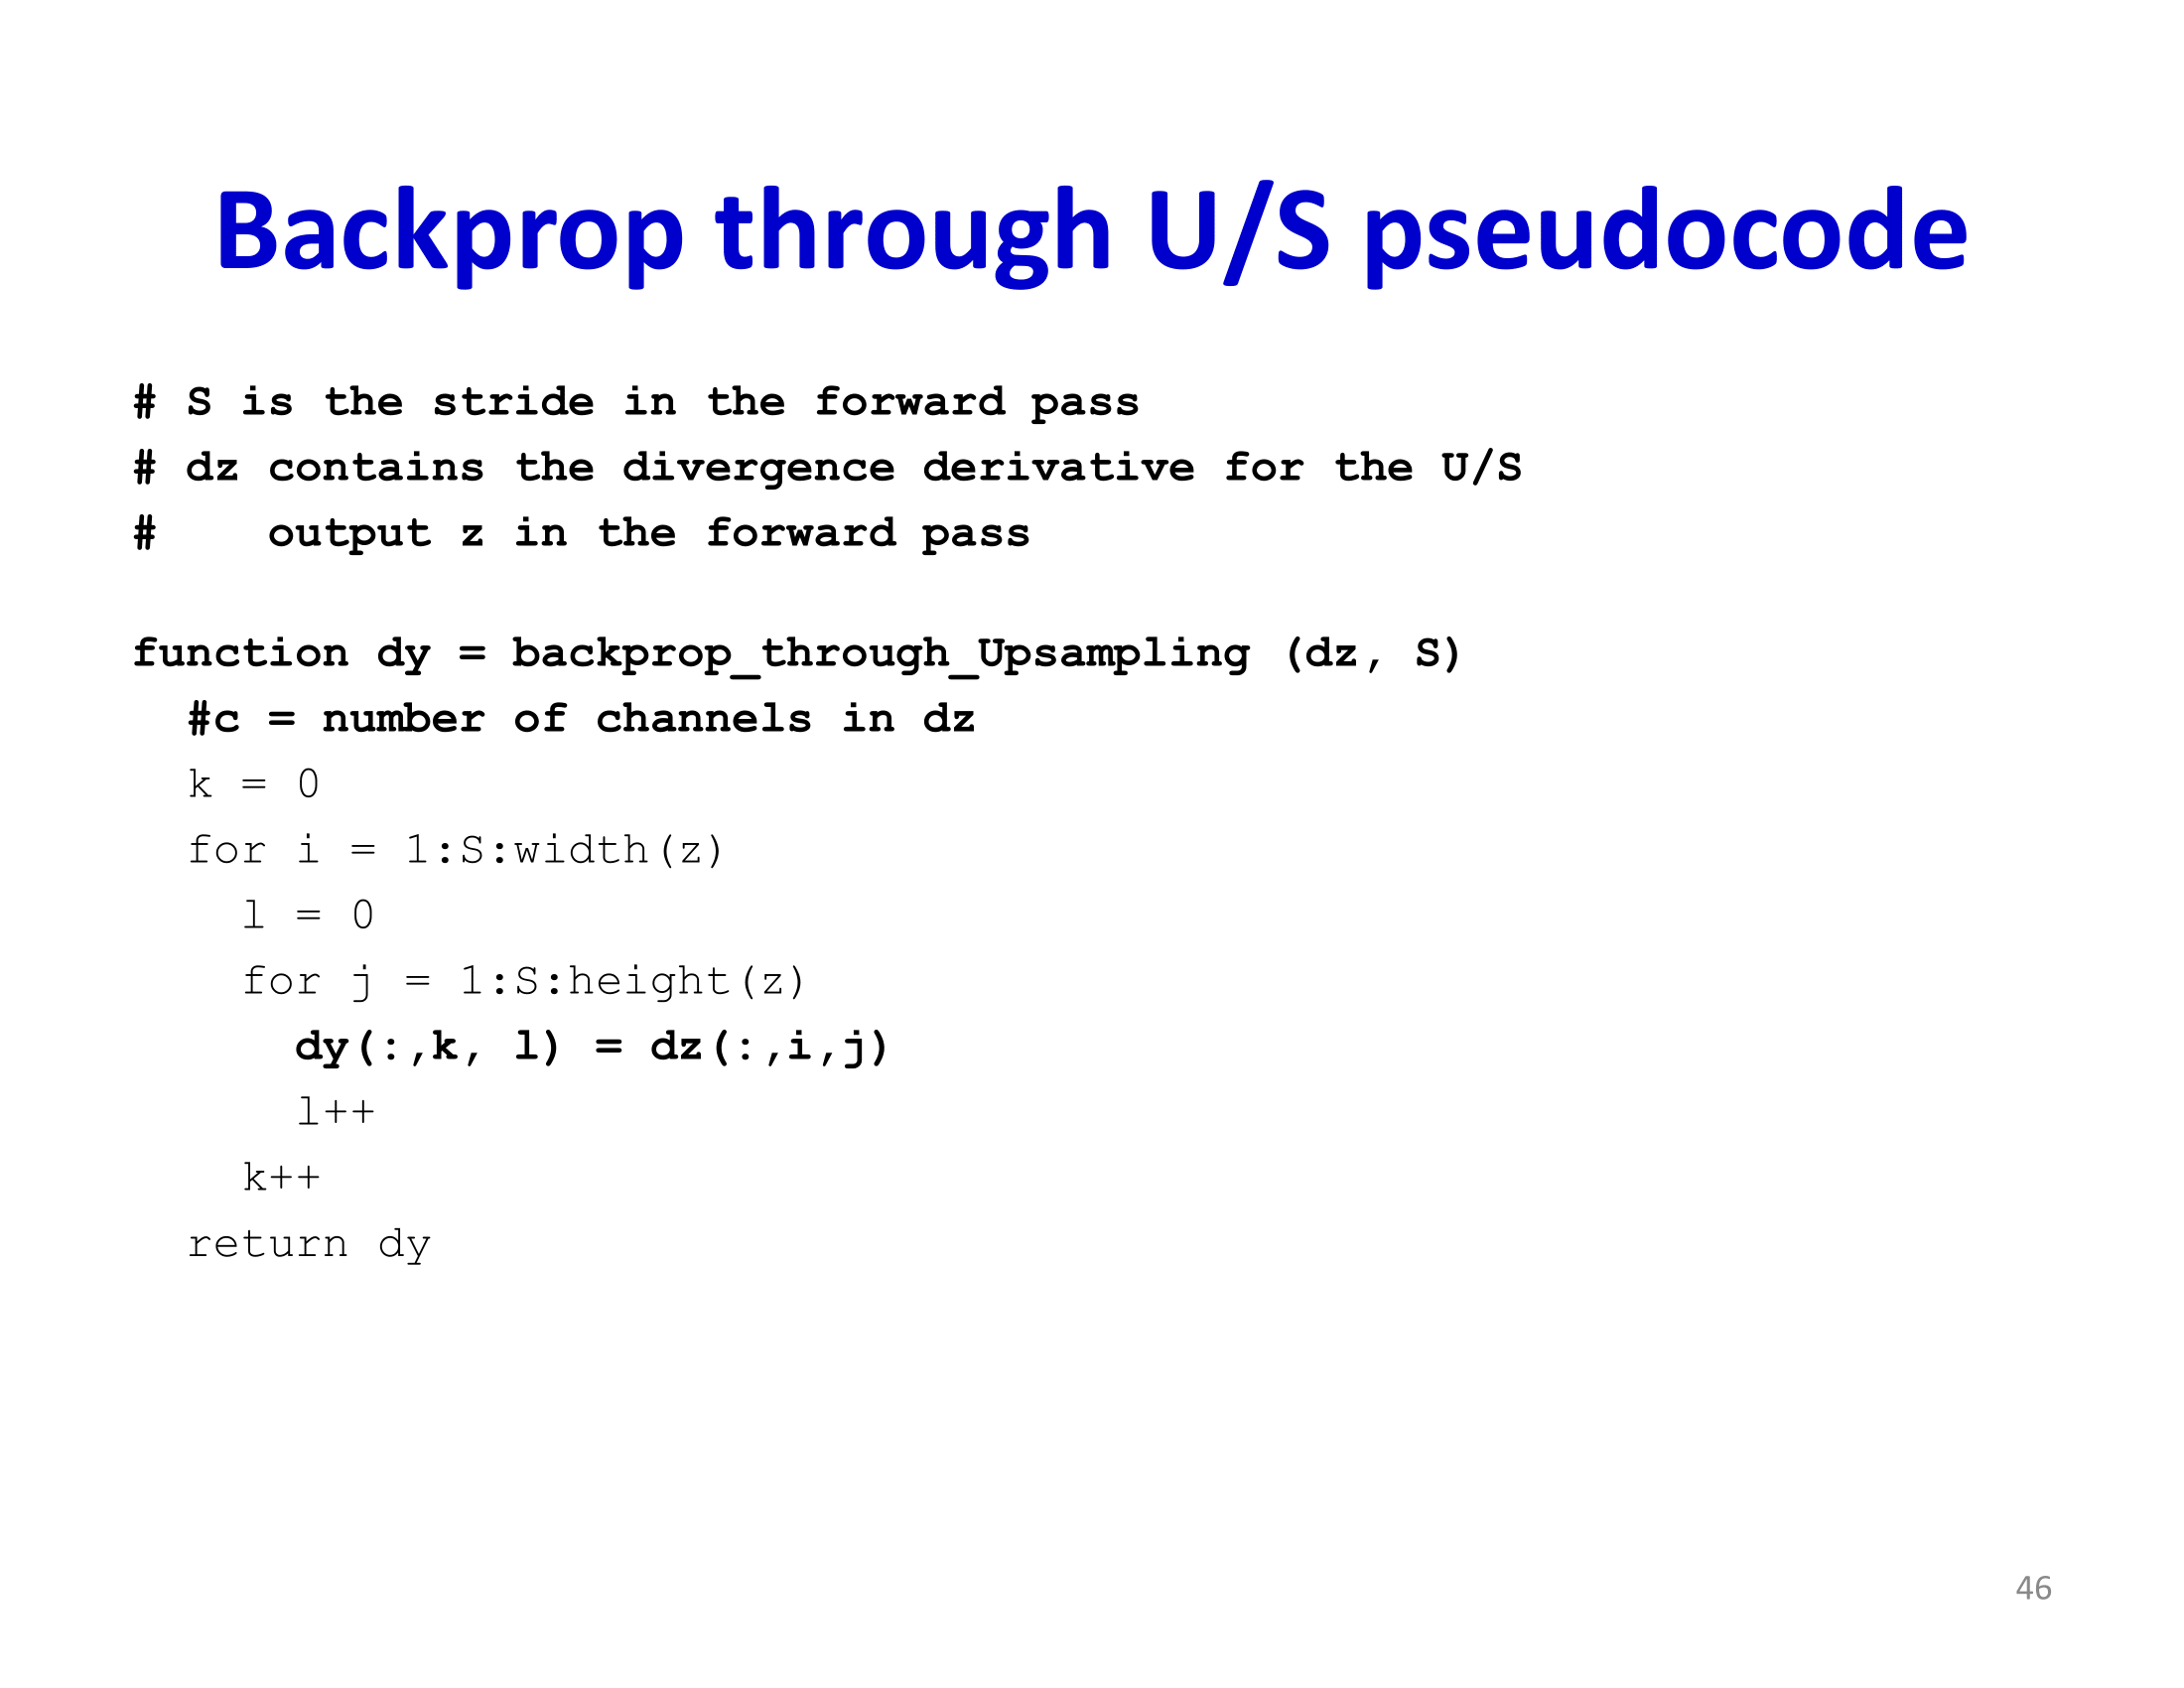 Backprop through U/S pseudocode
# S is the stride in the forward pass
# dz contains the divergence derivative for the U/S
#    output z in the forward pass
function dy = backprop_through_Upsampling (dz, S)
  #c = number of channels in dz
  k = 0
  for i = 1:S:width(z)
    l = 0
    for j = 1:S:height(z)
      dy(:,k, l) = dz(:,i,j)
      l++
    k++
  return dy
46